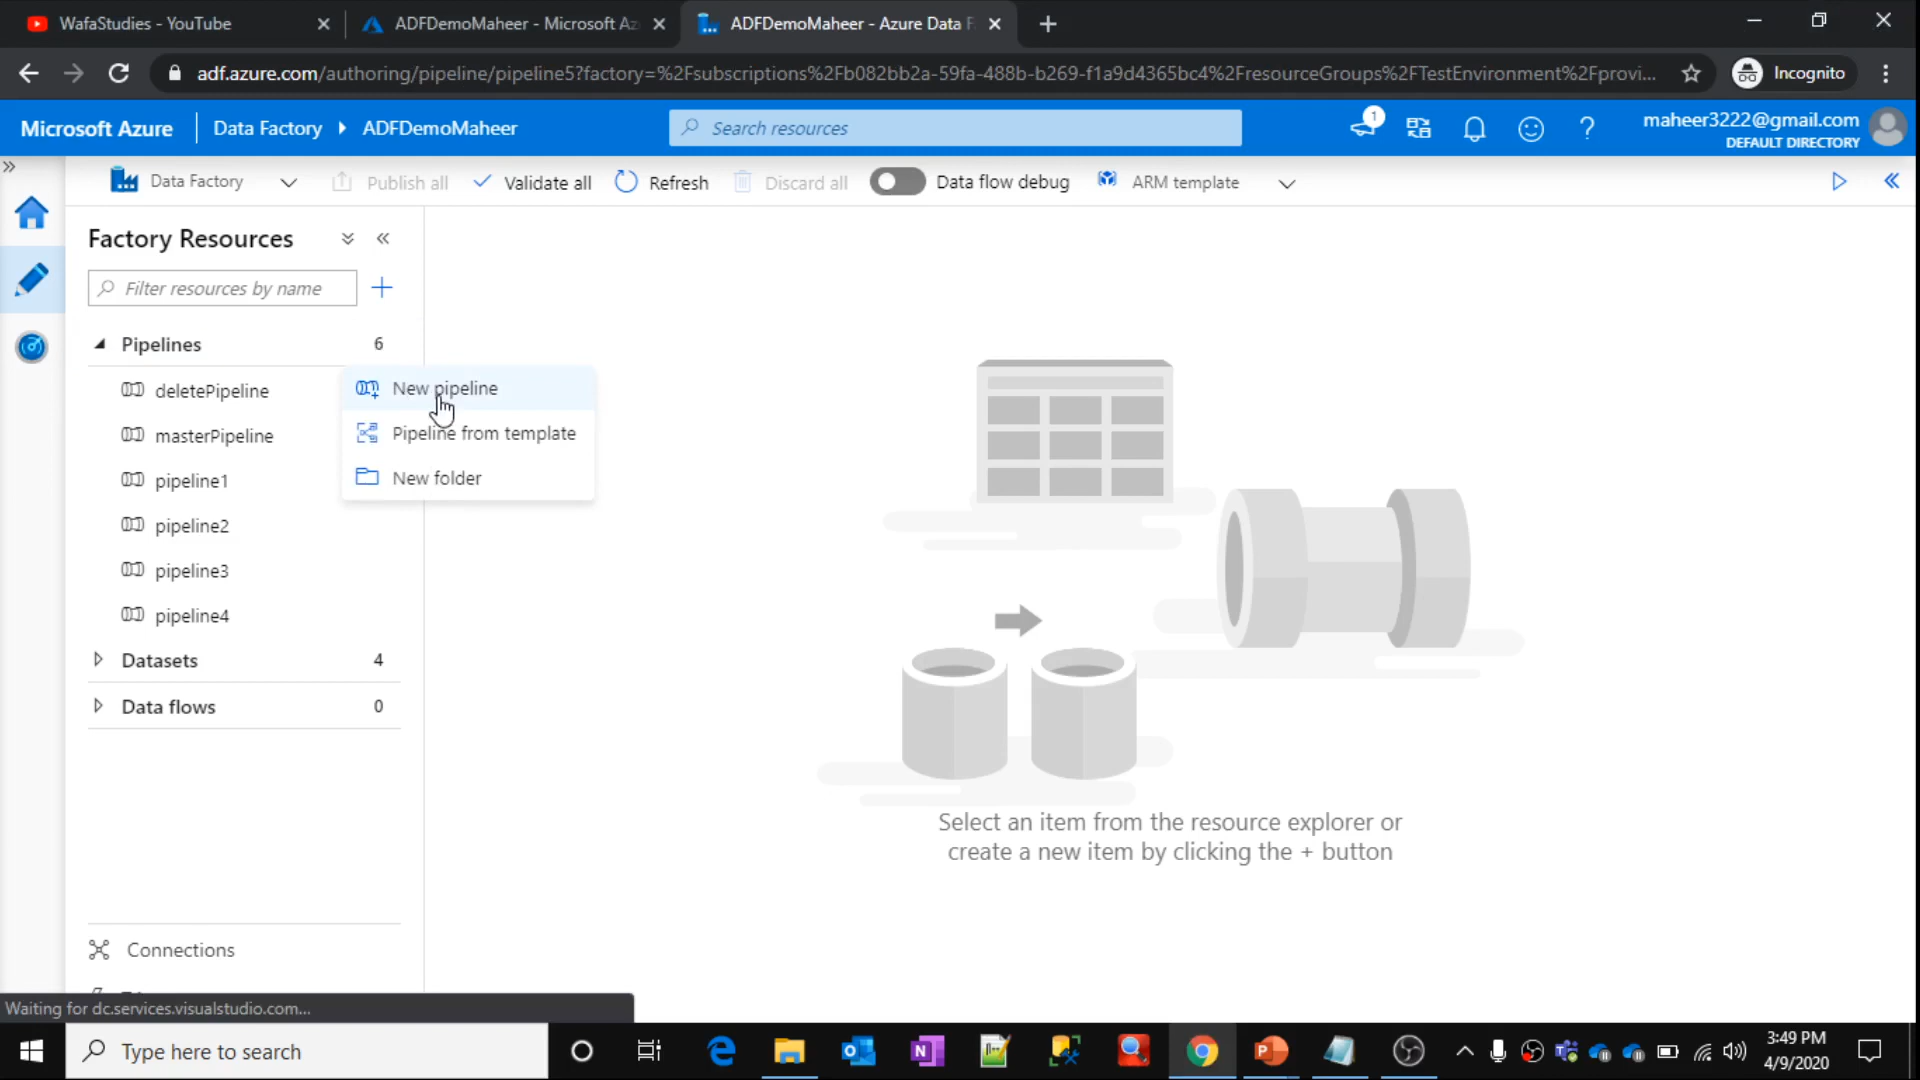 WafaStudies - YouTube
ADFDemoMaheer - Microsoft Az
ADFDemoMaheer - Azure Data F
adf.azure.com/authoring/pipeline/pipeline5?factory=%2Fsubscriptions%2Fb082bb2a-59fa-488b-b269-f1a9d4365bc4%2FresourceGroups%2FTestEnvironment%2Fprovi...
Incognito
Microsoft Azure
Data Factory
ADFDemoMaheer
Search resources
1
maheer3222@gmail.com
DEFAULT DIRECTORY
Data Factory
Publish all
Validate all
Refresh
Discard all
Data flow debug
ARM template
Factory Resources
Filter resources by name
Pipelines 6
deletePipeline
masterPipeline
pipeline1
pipeline2
pipeline3
pipeline4
New pipeline
Pipeline from template
New folder
Datasets 4
Data flows 0
Connections
Select an item from the resource explorer or
create a new item by clicking the + button
Waiting for dc.services.visualstudio.com...
Type here to search
3:49 PM
4/9/2020